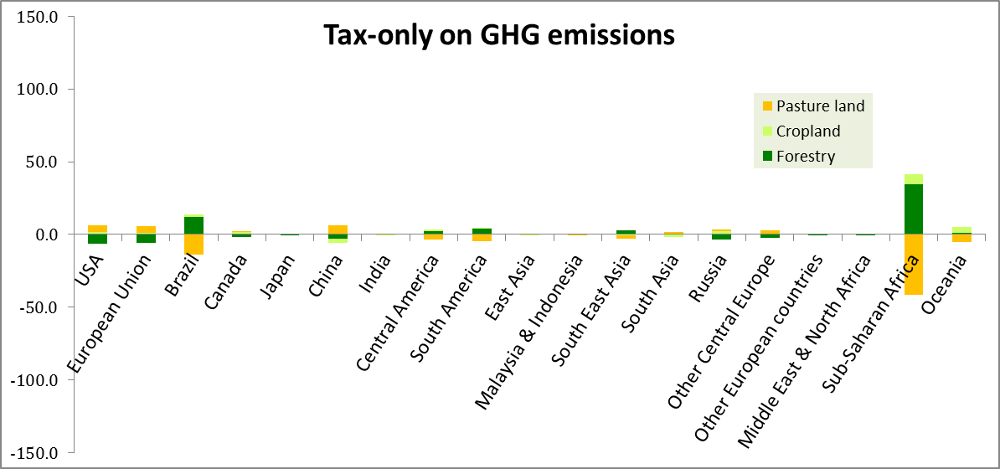 Tax-only on GHG emissions
150.0
100.0
50.0
0.0
-50.0
-100.0
-150.0
Pasture land
Cropland
Forestry
USA
European Union
Brazil
Canada
Japan
China
India
Central America
South America
East Asia
Malaysia & Indonesia
South East Asia
South Asia
Russia
Other Central Europe
Other European countries
Middle East & North Africa
Sub-Saharan Africa
Oceania